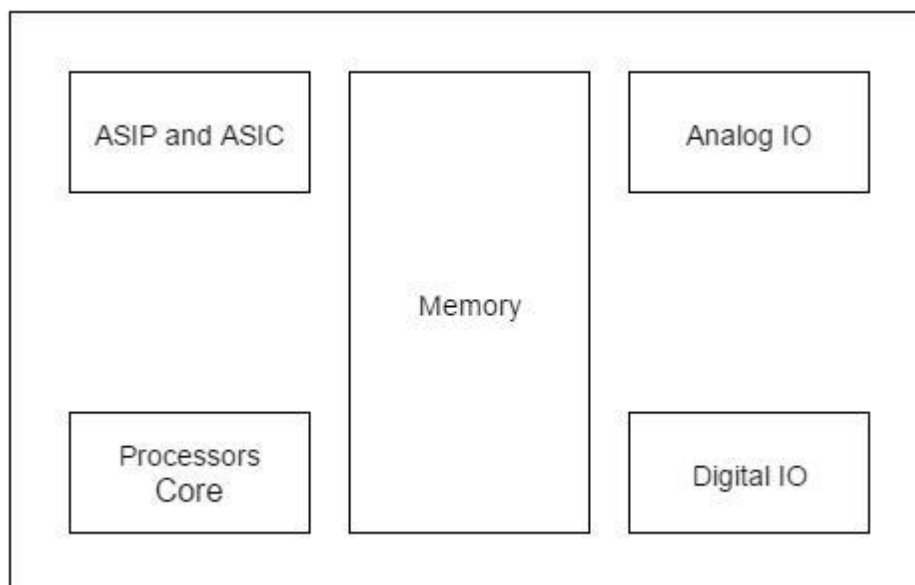 ASIP and ASIC
Analog IO
Memory
Processors
Core
Digital IO